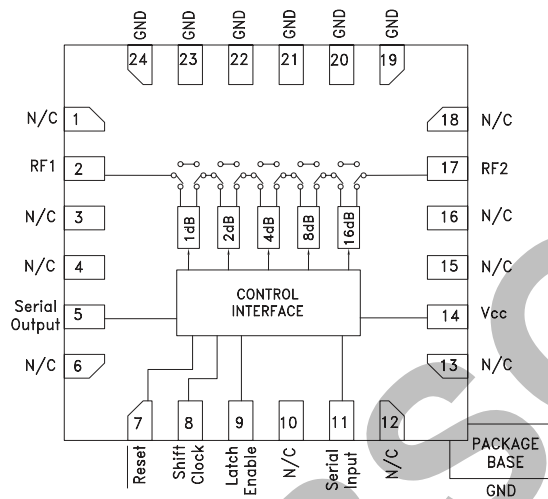 GND GND GND GND GND GND
24 23 22 21 20 19
N/C 1 18 N/C
RF1 2 17 RF2
N/C 3 16 N/C
1dB 2dB 4dB 8dB 16dB
N/C 4 15 N/C
CONTROL
INTERFACE
Serial
Output 5 14 Vcc
N/C 6 13 N/C
7 8 9 10 11 12
Reset
Shift
Clock
Latch
Enable
N/C
Serial
Input
N/C
PACKAGE
BASE
GND